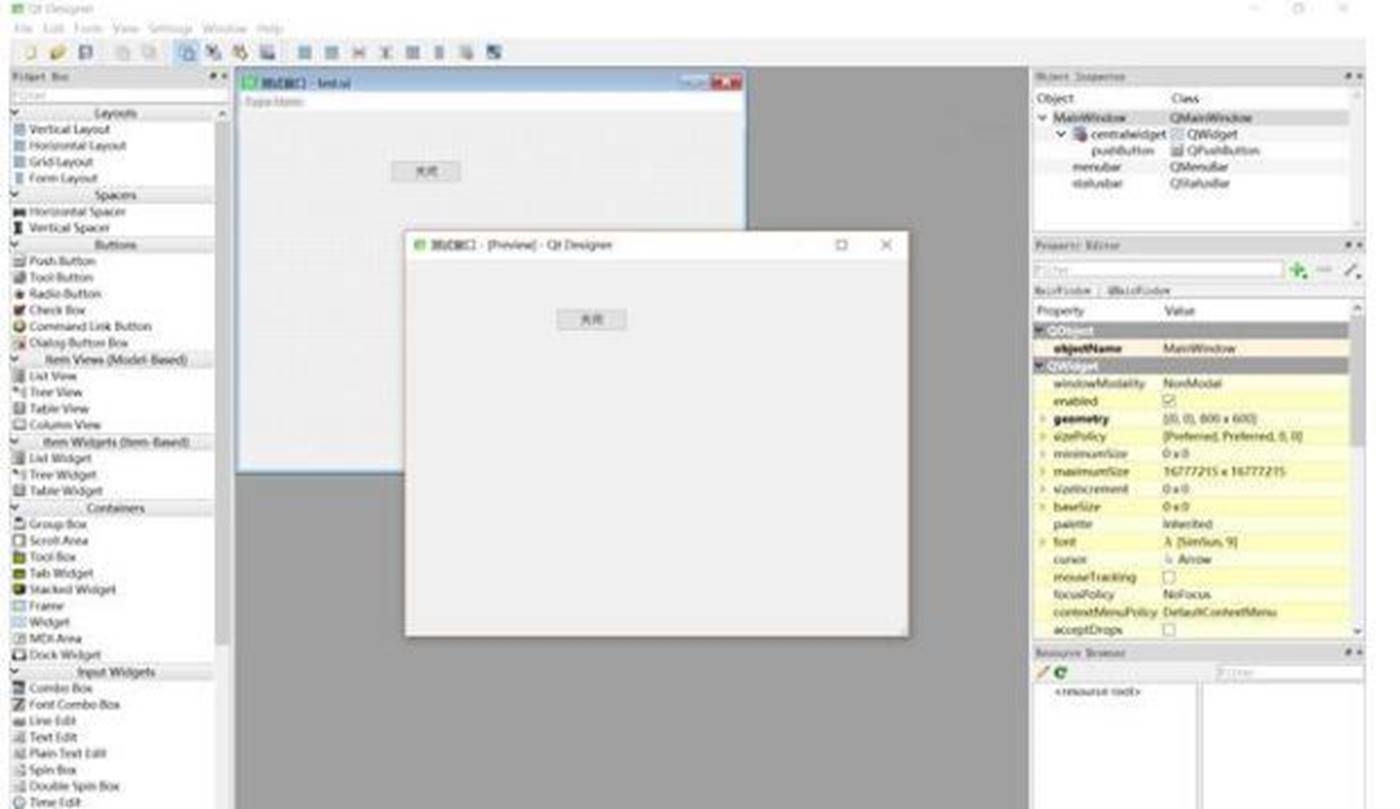 Qt Designer
File Edit Form View Settings Window Help
Widget Box
Filter
Layouts
Vertical Layout
Horizontal Layout
Grid Layout
Form Layout
Spacers
Horizontal Spacer
Vertical Spacer
Buttons
Push Button
Tool Button
Radio Button
Check Box
Command Link Button
Dialog Button Box
Item Views (Model-Based)
List View
Tree View
Table View
Column View
Item Widgets (Item-Based)
List Widget
Tree Widget
Table Widget
Containers
Group Box
Scroll Area
Tool Box
Tab Widget
Stacked Widget
Frame
Widget
MDI Area
Dock Widget
Input Widgets
Combo Box
Font Combo Box
Line Edit
Text Edit
Plain Text Edit
Spin Box
Double Spin Box
Time Edit
测试窗口 - test.ui
Type Here
关闭
测试窗口 - [Preview] - Qt Designer
关闭
Object Inspector
Object Class
MainWindow QMainWindow
centralwidget QWidget
pushButton QPushButton
menubar QMenuBar
statusbar QStatusBar
Property Editor
Filter
MainWindow : QMainWindow
Property Value
QObject
objectName MainWindow
QWidget
windowModality NonModal
enabled
geometry [(0, 0), 800 x 600]
sizePolicy [Preferred, Preferred, 0, 0]
minimumSize 0 x 0
maximumSize 16777215 x 16777215
sizeIncrement 0 x 0
baseSize 0 x 0
palette Inherited
font A [SimSun, 9]
cursor Arrow
mouseTracking
focusPolicy NoFocus
contextMenuPolicy DefaultContextMenu
acceptDrops
Resource Browser
Filter
<resource root>